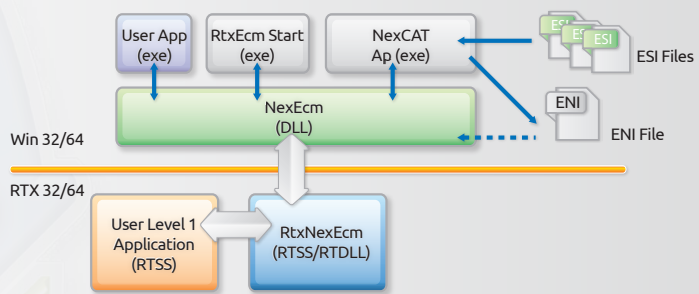 User App
(exe)
RtxEcm Start
(exe)
NexCAT
Ap (exe)
ESI
ESI
ESI
ESI Files
NexEcm
(DLL)
ENI
ENI File
Win 32/64
RTX 32/64
User Level 1
Application
(RTSS)
RtxNexEcm
(RTSS/RTDLL)